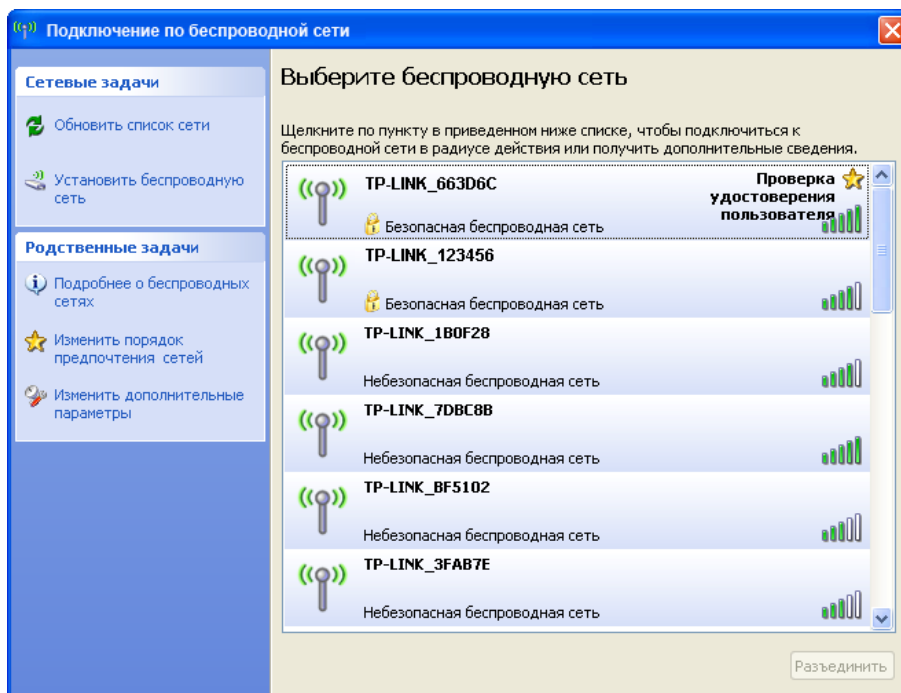 Подключение по беспроводной сети
Сетевые задачи
Обновить список сети
Установить беспроводную
сеть
Родственные задачи
Подробнее о беспроводных
сетях
Изменить порядок
предпочтения сетей
Изменить дополнительные
параметры
Выберите беспроводную сеть
Щелкните по пункту в приведенном ниже списке, чтобы подключиться к
беспроводной сети в радиусе действия или получить дополнительные сведения.
TP-LINK_663D6C
Проверка
удостоверения
пользователя
Безопасная беспроводная сеть
TP-LINK_123456
Безопасная беспроводная сеть
TP-LINK_1B0F28
Небезопасная беспроводная сеть
TP-LINK_7DBC8B
Небезопасная беспроводная сеть
TP-LINK_BF5102
Небезопасная беспроводная сеть
TP-LINK_3FAB7E
Небезопасная беспроводная сеть
Разъединить